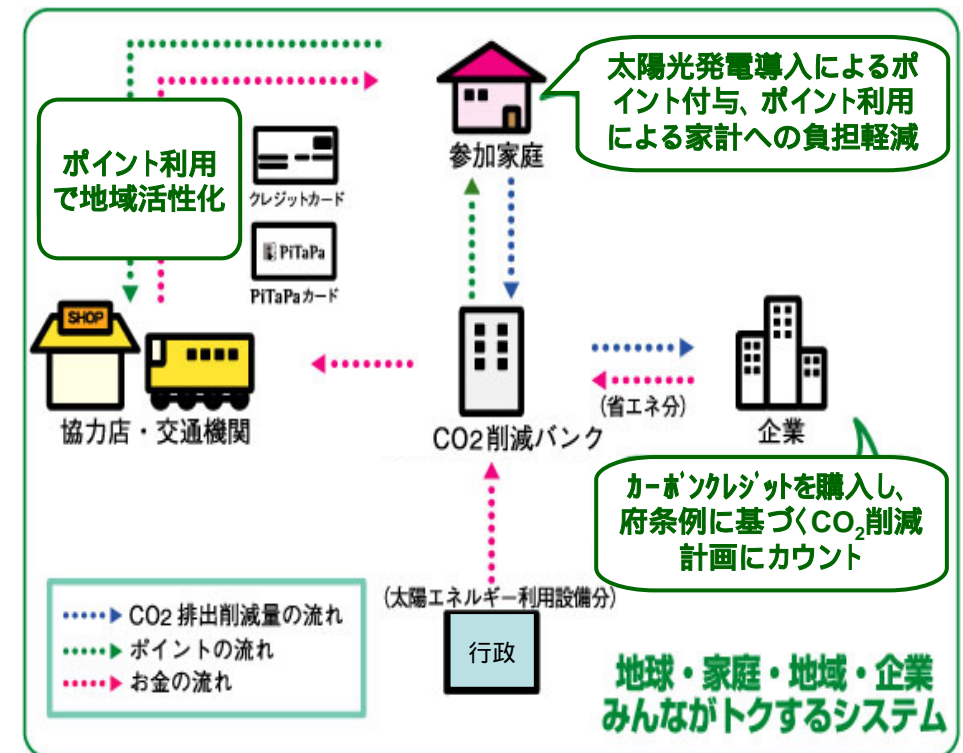 太陽光発電導入によるポ
イント付与、ポイント利用
による家計への負担軽減
参加家庭
ポイント利用
で地域活性化
クレジットカード
PiTaPa
PiTaPaカード
SHOP
協力店・交通機関
CO2削減バンク
(省エネ分)
企業
カーボンクレジットを購入し、
府条例に基づくCO2削減
計画にカウント
(太陽エネルギー利用設備分)
行政
CO2排出削減量の流れ
ポイントの流れ
お金の流れ
地球・家庭・地域・企業
みんながトクするシステム